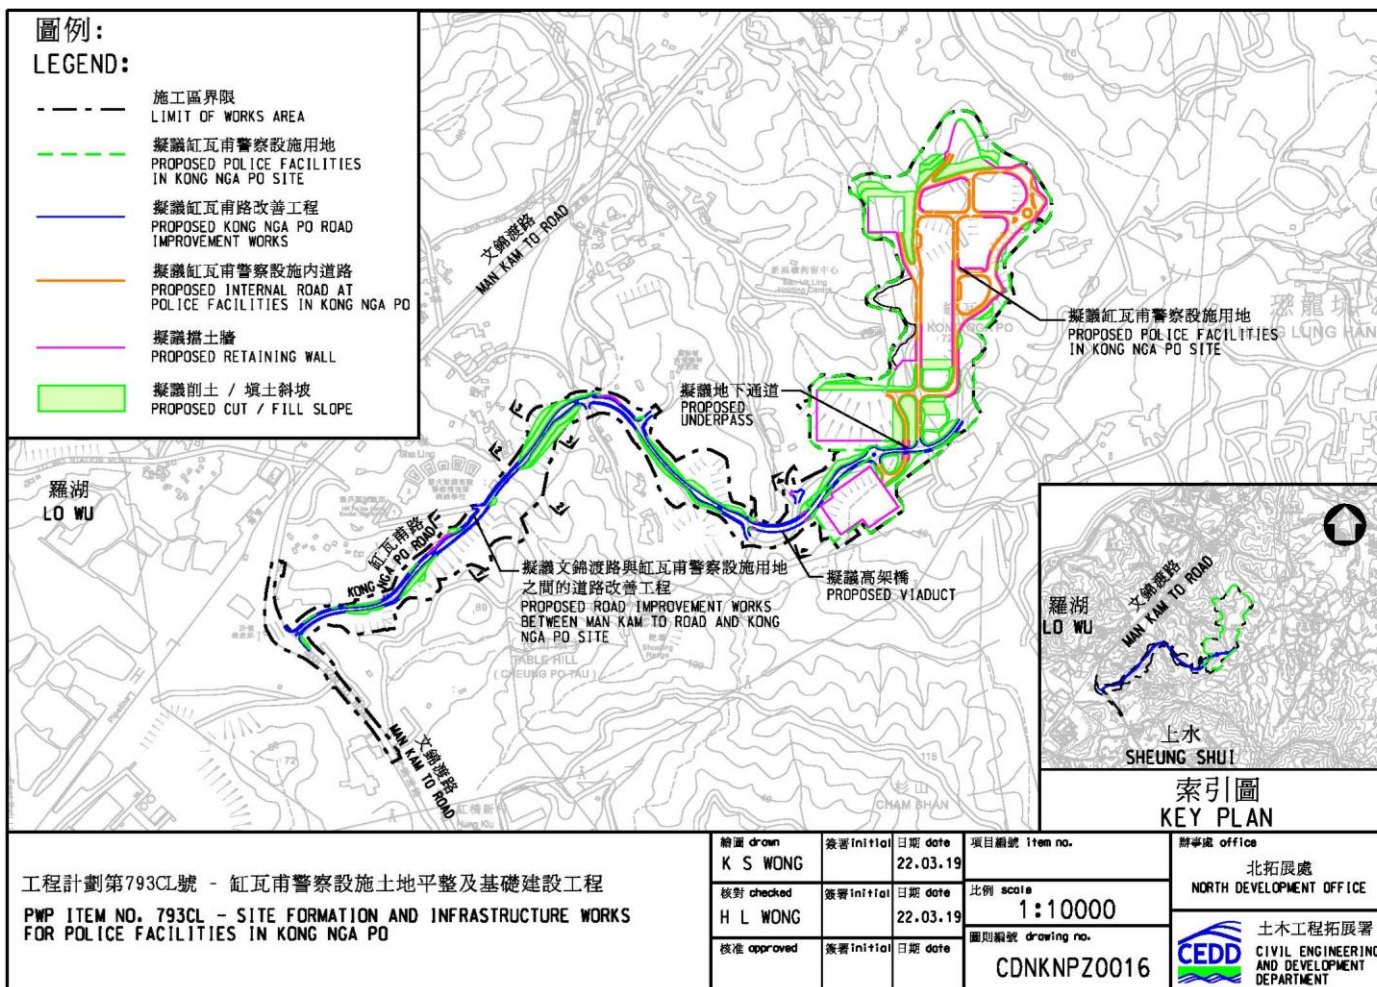 圖例:
LEGEND:
施工區界限
LIMIT OF WORKS AREA
擬議缸瓦甫警察設施用地
PROPOSED POLICE FACILITIES
IN KONG NGA PO SITE
擬議缸瓦甫路改善工程
PROPOSED KONG NGA PO ROAD
IMPROVEMENT WORKS
擬議缸瓦甫警察設施內道路
PROPOSED INTERNAL ROAD AT
POLICE FACILITIES IN KONG NGA PO
擬議擋土牆
PROPOSED RETAINING WALL
擬議削土 / 填土斜坡
PROPOSED CUT / FILL SLOPE
文錦渡路
MAN KAM TO ROAD
擬議缸瓦甫警察設施用地
PROPOSED POLICE FACILITIES
IN KONG NGA PO SITE
擬議地下通道
PROPOSED
UNDERPASS
Sha Ling
羅湖
LO WU
缸瓦甫路
KONG NGA PO ROAD
擬議文錦渡路與缸瓦甫警察設施用地
之間的道路改善工程
PROPOSED ROAD IMPROVEMENT WORKS
BETWEEN MAN KAM TO ROAD AND KONG
NGA PO SITE
擬議高架橋
PROPOSED VIADUCT
TABLE HILL
( CHEUNG PO TAU )
文錦渡路
MAN KAM TO ROAD
杉山
CHAM SHAN
羅湖
LO WU
文錦渡路
MAN KAM TO ROAD
上水
SHEUNG SHUI
索引圖
KEY PLAN
工程計劃第793CL號 - 缸瓦甫警察設施土地平整及基礎建設工程
PWP ITEM NO. 793CL - SITE FORMATION AND INFRASTRUCTURE WORKS
FOR POLICE FACILITIES IN KONG NGA PO
繪圖 drawn
K S WONG
簽署 initial
日期 date
22.03.19
核對 checked
H L WONG
簽署 initial
日期 date
22.03.19
核准 approved
簽署 initial
日期 date
項目編號 item no.
比例 scale
1:10000
圖則編號 drawing no.
CDNKNPZ0016
辦事處 office
北拓展處
NORTH DEVELOPMENT OFFICE
CEDD
土木工程拓展署
CIVIL ENGINEERING
AND DEVELOPMENT
DEPARTMENT